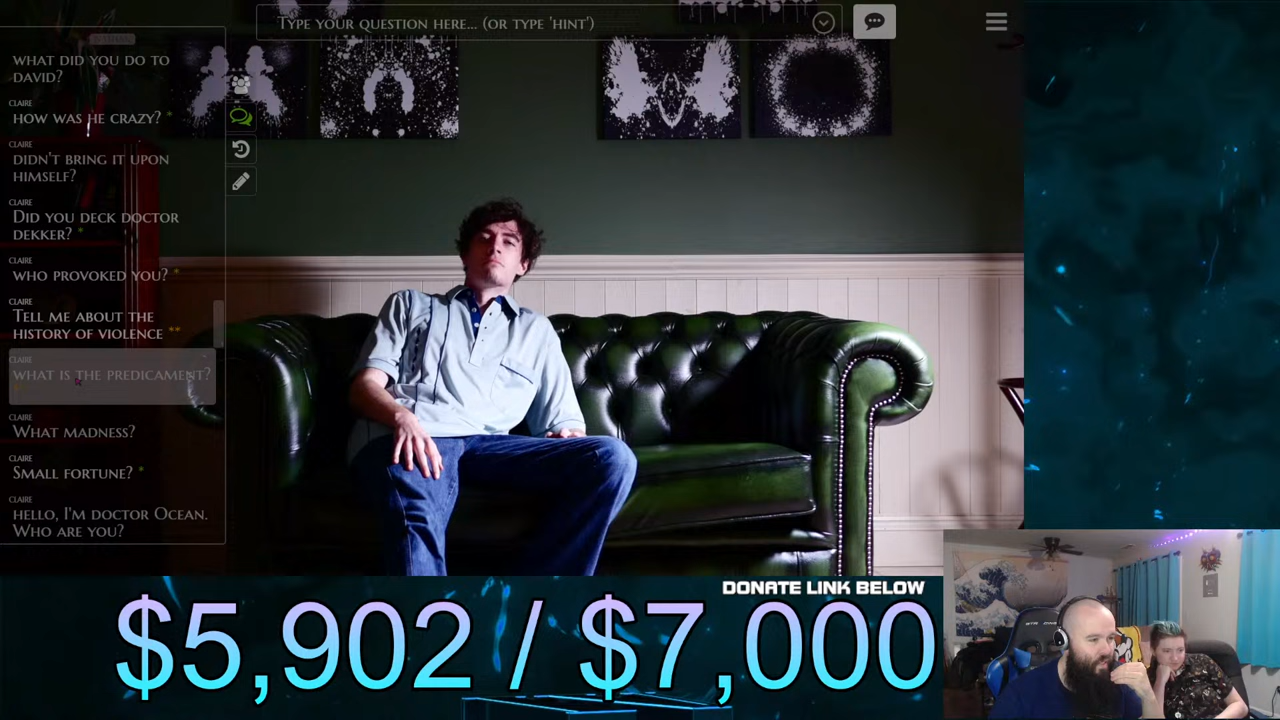 Type your question here... (or type 'hint')
WHAT DID YOU DO TO
DAVID?
CLAIRE
HOW WAS HE CRAZY? *
CLAIRE
DIDN'T BRING IT UPON
HIMSELF?
CLAIRE
DID YOU DECK DOCTOR
DEKKER? *
CLAIRE
WHO PROVOKED YOU? *
CLAIRE
TELL ME ABOUT THE
HISTORY OF VIOLENCE **
CLAIRE
WHAT IS THE PREDICAMENT?
CLAIRE
WHAT MADNESS?
CLAIRE
SMALL FORTUNE? *
CLAIRE
HELLO, I'M DOCTOR OCEAN.
WHO ARE YOU?
DONATE LINK BELOW
$5,902 / $7,000